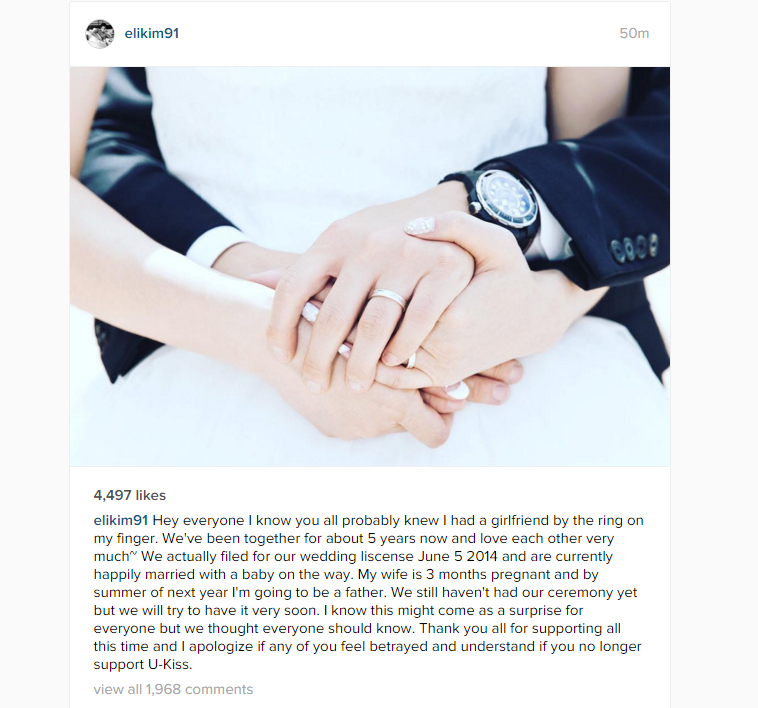 elikim91
50m
4,497 likes
elikim91 Hey everyone I know you all probably knew I had a girlfriend by the ring on
my finger. We've been together for about 5 years now and love each other very
much~ We actually filed for our wedding liscense June 5 2014 and are currently
happily married with a baby on the way. My wife is 3 months pregnant and by
summer of next year I'm going to be a father. We still haven't had our ceremony yet
but we will try to have it very soon. I know this might come as a surprise for
everyone but we thought everyone should know. Thank you all for supporting all
this time and I apologize if any of you feel betrayed and understand if you no longer
support U-Kiss.
view all 1,968 comments